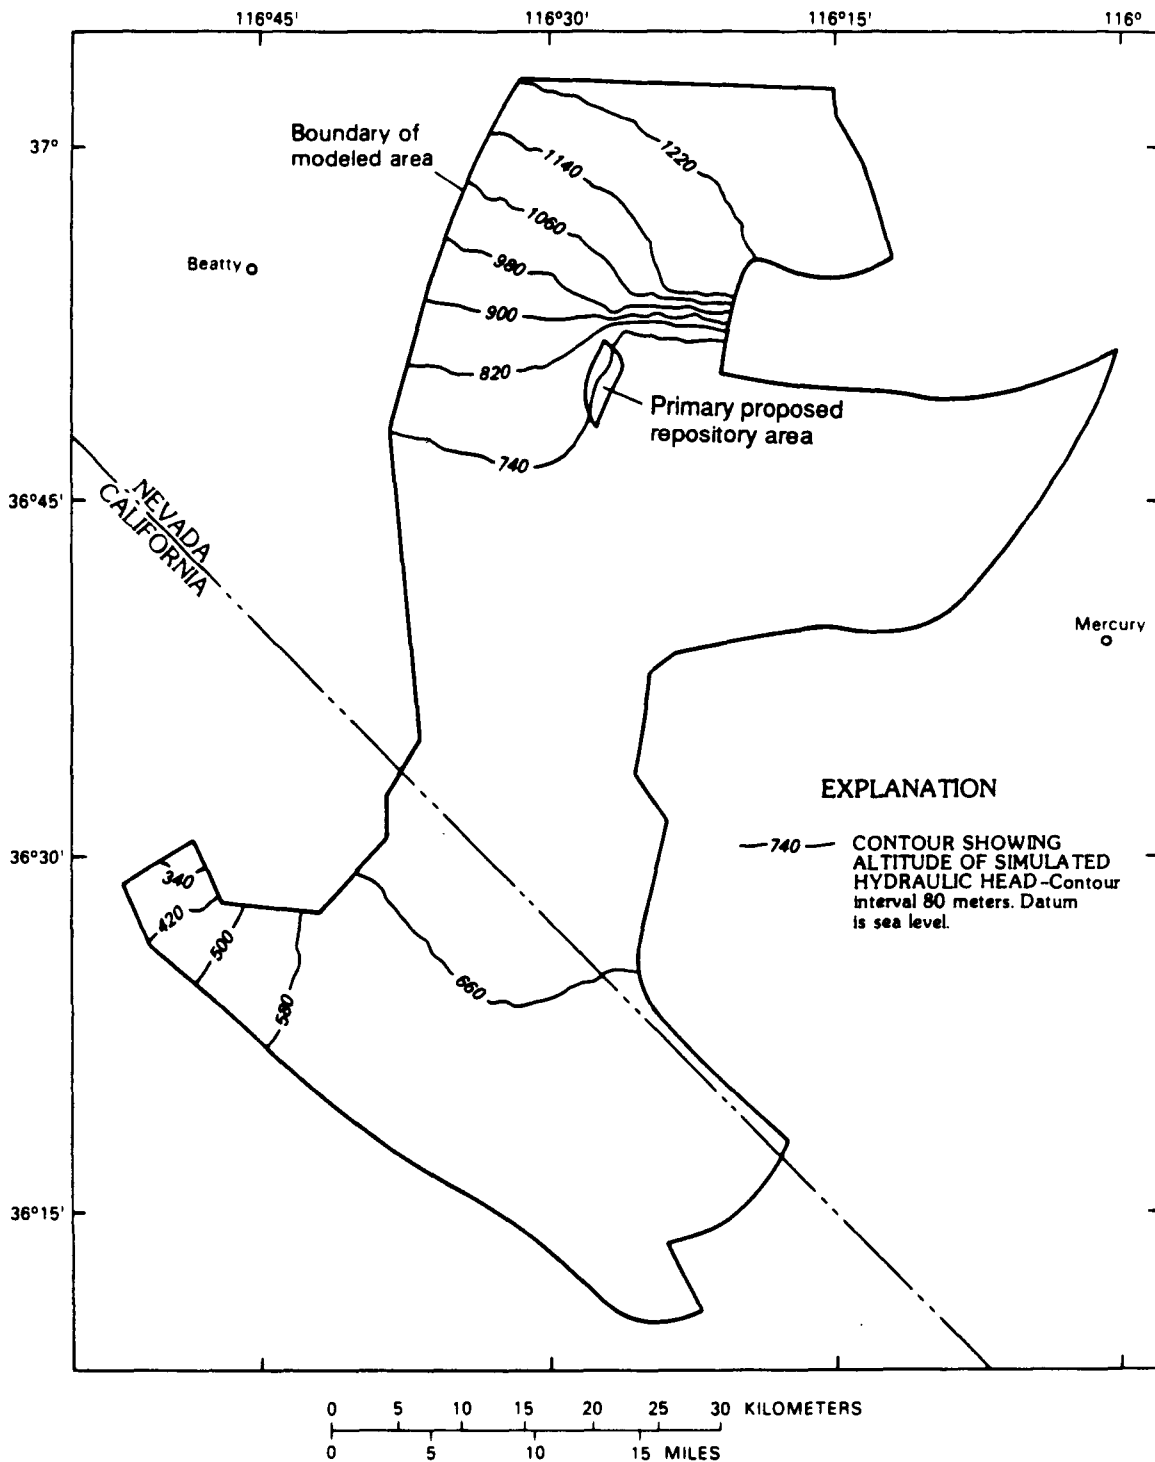 116°45'
116°30'
116°15'
116°
37°
36°45'
36°30'
36°15'
Boundary of
modeled area
1220
1140
1060
980
900
820
740
Beatty
Primary proposed
repository area
NEVADA
CALIFORNIA
Mercury
EXPLANATION
740
CONTOUR SHOWING
ALTITUDE OF SIMULATED
HYDRAULIC HEAD-Contour
interval 80 meters. Datum
is sea level.
340
420
500
580
660
0 5 10 15 20 25 30 KILOMETERS
0 5 10 15 MILES